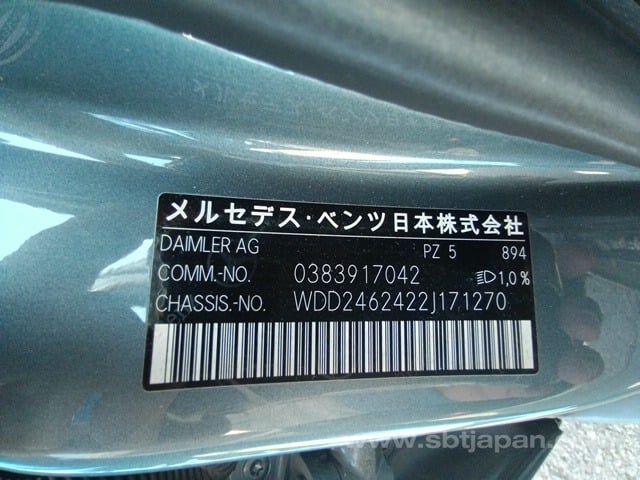 メルセデス・ベンツ日本株式会社
DAIMLER AG PZ 5 894
COMM.-NO. 0383917042 1,0%
CHASSIS.-NO. WDD2462422J171270
www.sbtjapan.com